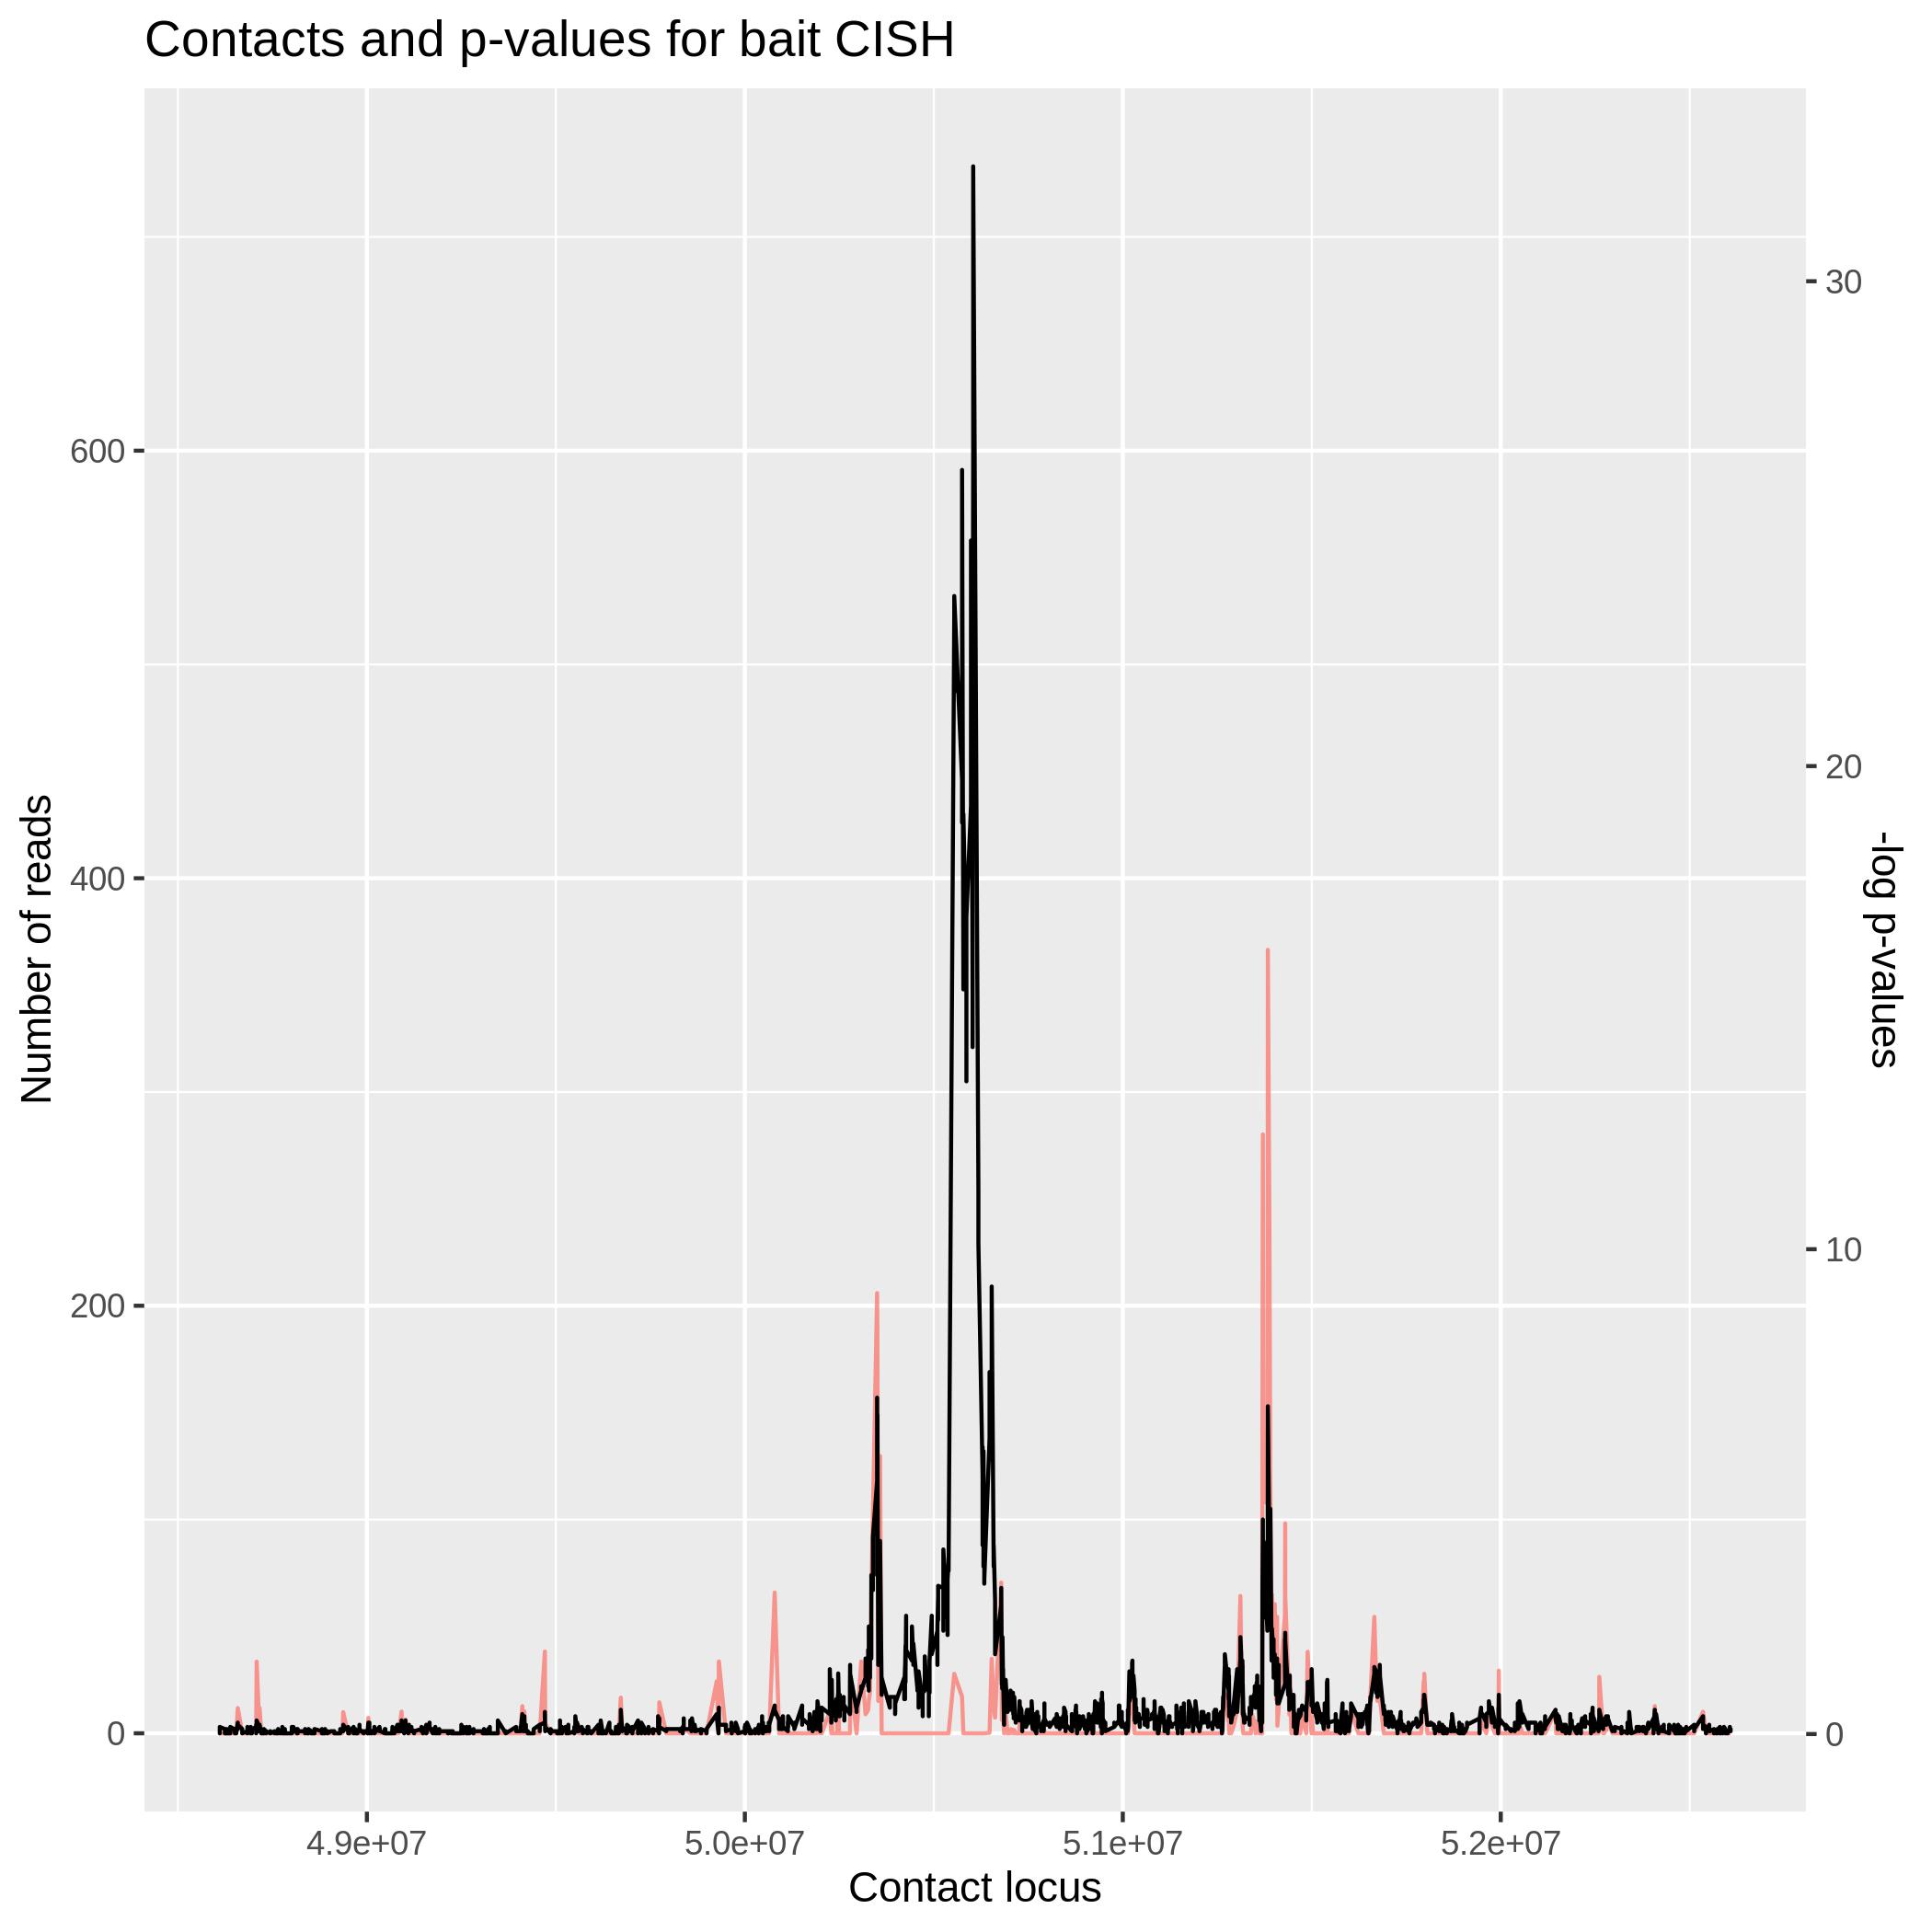 Contacts and p-values for bait CISH
Number of reads
600
400
200
0
30
20
10
0
-log p-values
4.9e+07
5.0e+07
5.1e+07
5.2e+07
Contact locus